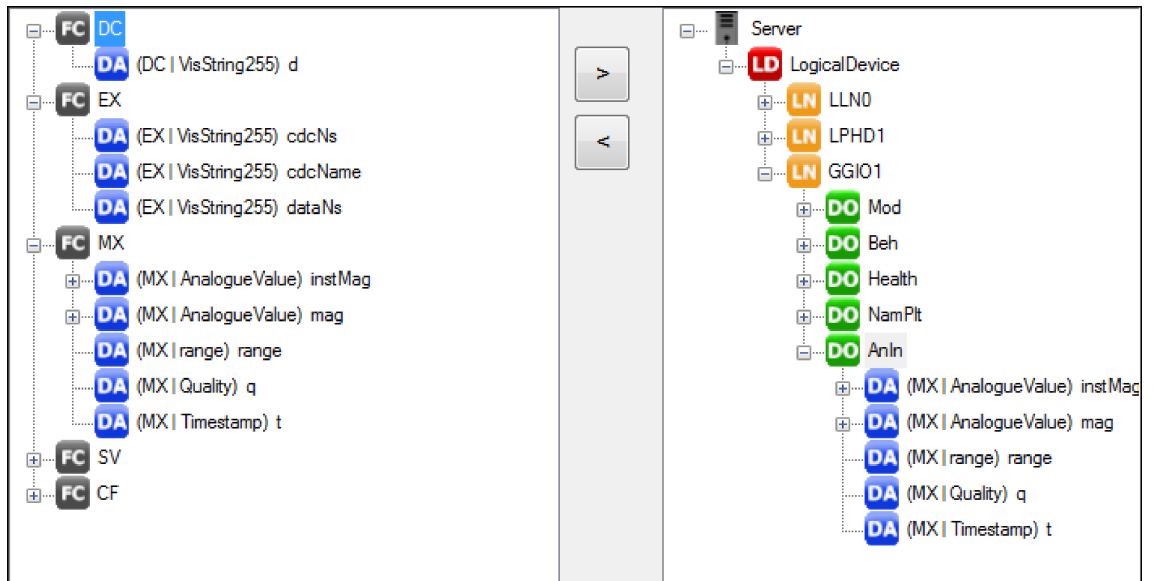 FC DC
DA (DC | VisString255) d
FC EX
DA (EX | VisString255) cdcNs
DA (EX | VisString255) cdcName
DA (EX | VisString255) dataNs
FC MX
DA (MX | AnalogueValue) instMag
DA (MX | AnalogueValue) mag
DA (MX | range) range
DA (MX | Quality) q
DA (MX | Timestamp) t
FC SV
FC CF
>
<
Server
LD LogicalDevice
LN LLN0
LN LPHD1
LN GGIO1
DO Mod
DO Beh
DO Health
DO NamPlt
DO AnIn
DA (MX | AnalogueValue) instMag
DA (MX | AnalogueValue) mag
DA (MX | range) range
DA (MX | Quality) q
DA (MX | Timestamp) t